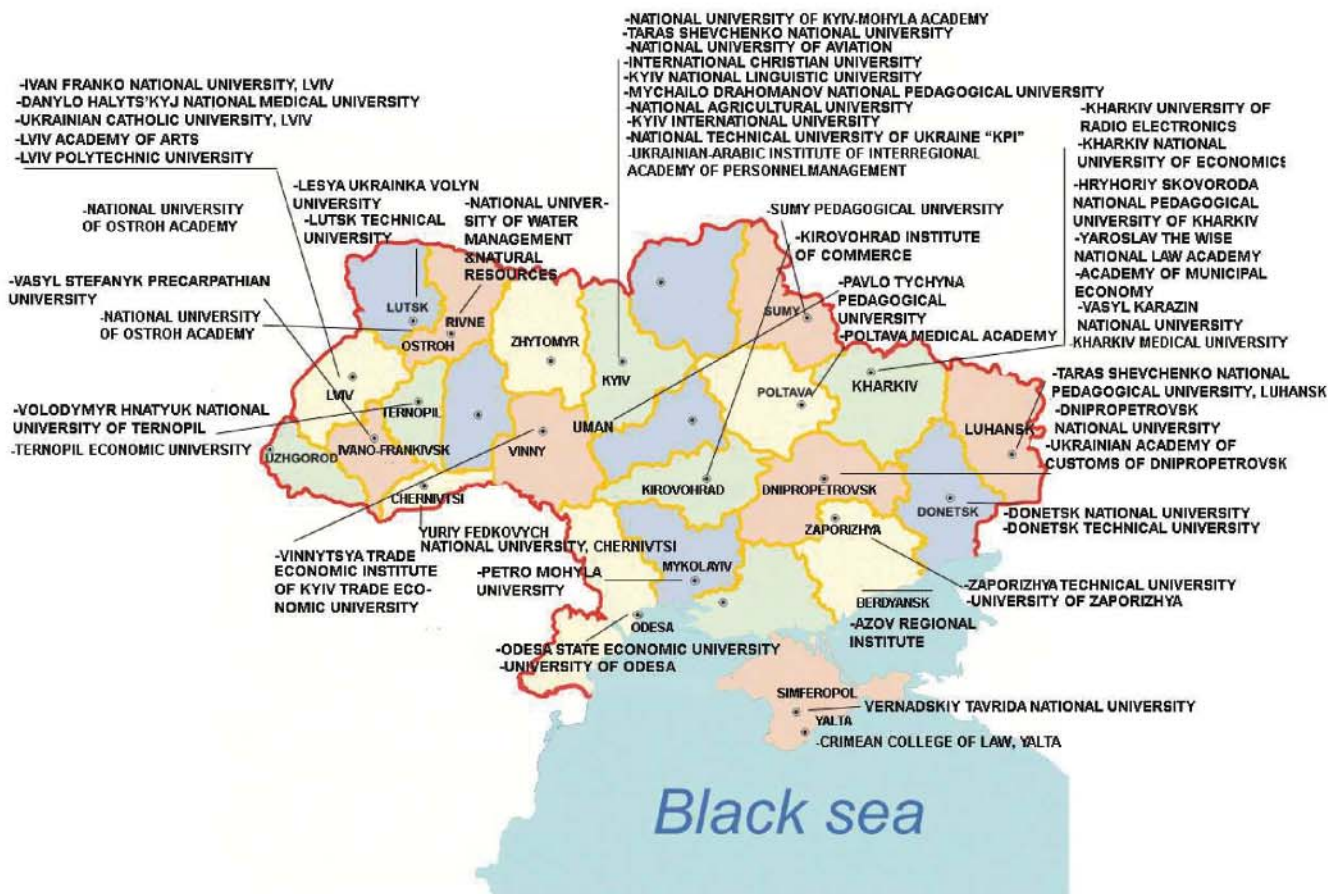 -NATIONAL UNIVERSITY OF KYIV-MOHYLA ACADEMY
-TARAS SHEVCHENKO NATIONAL UNIVERSITY
-NATIONAL UNIVERSITY OF AVIATION
-INTERNATIONAL CHRISTIAN UNIVERSITY
-KYIV NATIONAL LINGUISTIC UNIVERSITY
-MYCHAILO DRAHOMANOV NATIONAL PEDAGOGICAL UNIVERSITY
-NATIONAL AGRICULTURAL UNIVERSITY
-KYIV INTERNATIONAL UNIVERSITY
-NATIONAL TECHNICAL UNIVERSITY OF UKRAINE “KPI”
-UKRAINIAN-ARABIC INSTITUTE OF INTERREGIONAL
ACADEMY OF PERSONNELMANAGEMENT
-IVAN FRANKO NATIONAL UNIVERSITY, LVIV
-DANYLO HALYTS'KYJ NATIONAL MEDICAL UNIVERSITY
-UKRAINIAN CATHOLIC UNIVERSITY, LVIV
-LVIV ACADEMY OF ARTS
-LVIV POLYTECHNIC UNIVERSITY
-KHARKIV UNIVERSITY OF
RADIO ELECTRONICS
-KHARKIV NATIONAL
UNIVERSITY OF ECONOMICS
-HRYHORIY SKOVORODA
NATIONAL PEDAGOGICAL
UNIVERSITY OF KHARKIV
-YAROSLAV THE WISE
NATIONAL LAW ACADEMY
-ACADEMY OF MUNICIPAL
ECONOMY
-VASYL KARAZIN
NATIONAL UNIVERSITY
-KHARKIV MEDICAL UNIVERSITY
-LESYA UKRAINKA VOLYN
UNIVERSITY
-LUTSK TECHNICAL
UNIVERSITY
-NATIONAL UNIVER-
SITY OF WATER
MANAGEMENT
&NATURAL
RESOURCES
-NATIONAL UNIVERSITY
OF OSTROH ACADEMY
-SUMY PEDAGOGICAL UNIVERSITY
-KIROVOHRAD INSTITUTE
OF COMMERCE
-PAVLO TYCHYNA
PEDAGOGICAL
UNIVERSITY
-POLTAVA MEDICAL ACADEMY
-VASYL STEFANYK PRECARPATHIAN
UNIVERSITY
-NATIONAL UNIVERSITY
OF OSTROH ACADEMY
LUTSK
RIVNE
OSTROH
ZHYTOMYR
KYIV
SUMY
POLTAVA
KHARKIV
LUHANSK
LVIV
TERNOPIL
UZHGOROD
IVANO-FRANKIVSK
CHERNIVTSI
VINNY
UMAN
KIROVOHRAD
DNIPROPETROVSK
DONETSK
ZAPORIZHYA
MYKOLAYIV
BERDYANSK
ODESA
SIMFEROPOL
YALTA
-TARAS SHEVCHENKO NATIONAL
PEDAGOGICAL UNIVERSITY, LUHANSK
-DNIPROPETROVSK
NATIONAL UNIVERSITY
-UKRAINIAN ACADEMY OF
CUSTOMS OF DNIPROPETROVSK
-VOLODYMYR HNATYUK NATIONAL
UNIVERSITY OF TERNOPIL
-TERNOPIL ECONOMIC UNIVERSITY
-DONETSK NATIONAL UNIVERSITY
-DONETSK TECHNICAL UNIVERSITY
YURIY FEDKOVYCH
NATIONAL UNIVERSITY, CHERNIVTSI
-VINNYTSYA TRADE
ECONOMIC INSTITUTE
OF KYIV TRADE ECO-
NOMIC UNIVERSITY
-PETRO MOHYLA
UNIVERSITY
-ZAPORIZHYA TECHNICAL UNIVERSITY
-UNIVERSITY OF ZAPORIZHYA
-AZOV REGIONAL
INSTITUTE
-ODESA STATE ECONOMIC UNIVERSITY
-UNIVERSITY OF ODESA
VERNADSKIY TAVRIDA NATIONAL UNIVERSITY
-CRIMEAN COLLEGE OF LAW, YALTA
Black sea